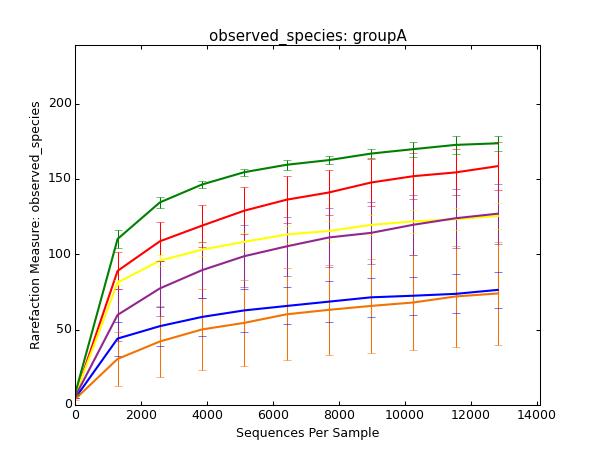 observed_species: groupA
Rarefaction Measure: observed_species
200
150
100
50
0
0 2000 4000 6000 8000 10000 12000 14000
Sequences Per Sample